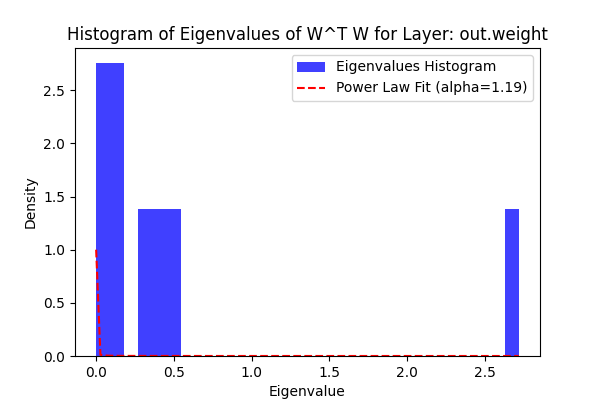 Histogram of Eigenvalues of W^T W for Layer: out.weight
Eigenvalues Histogram
Power Law Fit (alpha=1.19)
Density
2.5
2.0
1.5
1.0
0.5
0.0
0.0 0.5 1.0 1.5 2.0 2.5
Eigenvalue